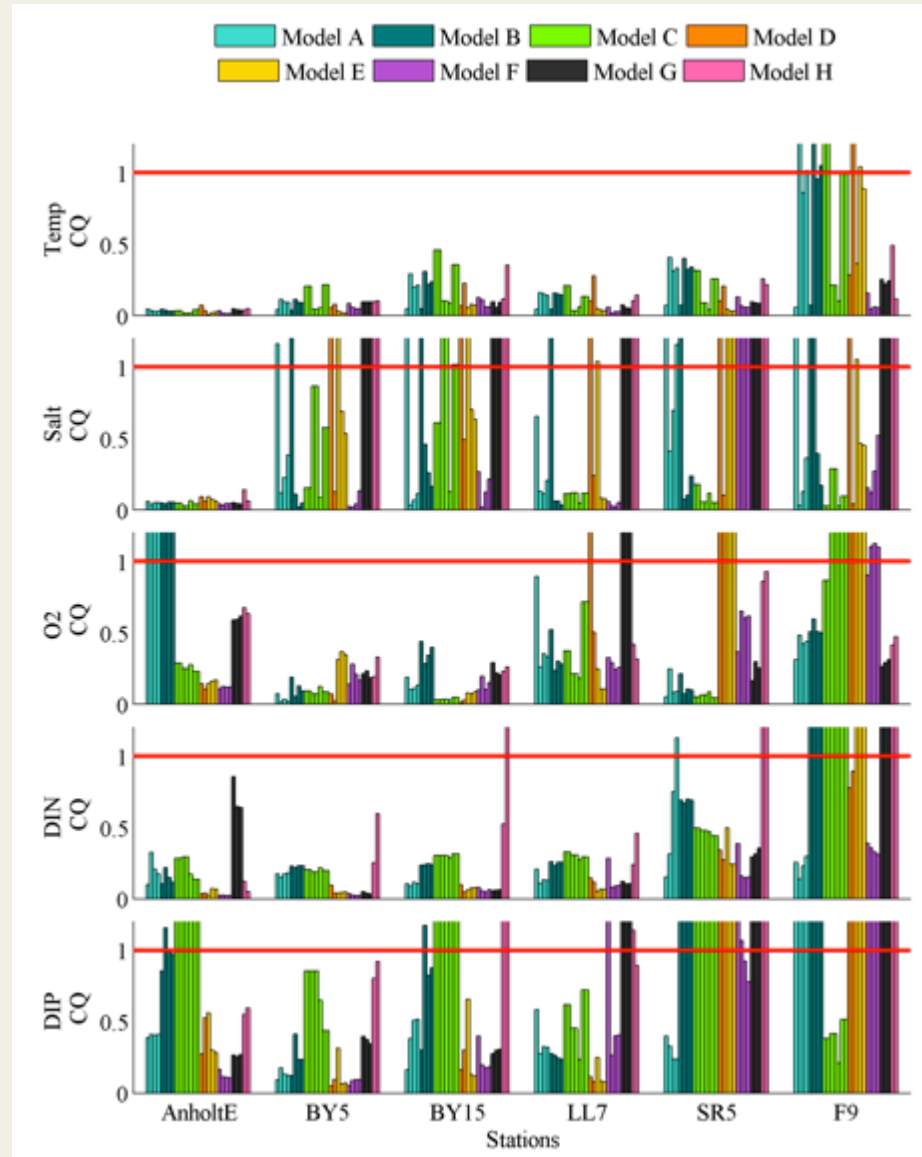 Model A Model B Model C Model D
Model E Model F Model G Model H
1
0.5
0
Temp
CQ
1
0.5
0
Salt
CQ
1
0.5
0
O2
CQ
1
0.5
0
DIN
CQ
1
0.5
0
DIP
CQ
AnholtE BY5 BY15 LL7 SR5 F9
Stations